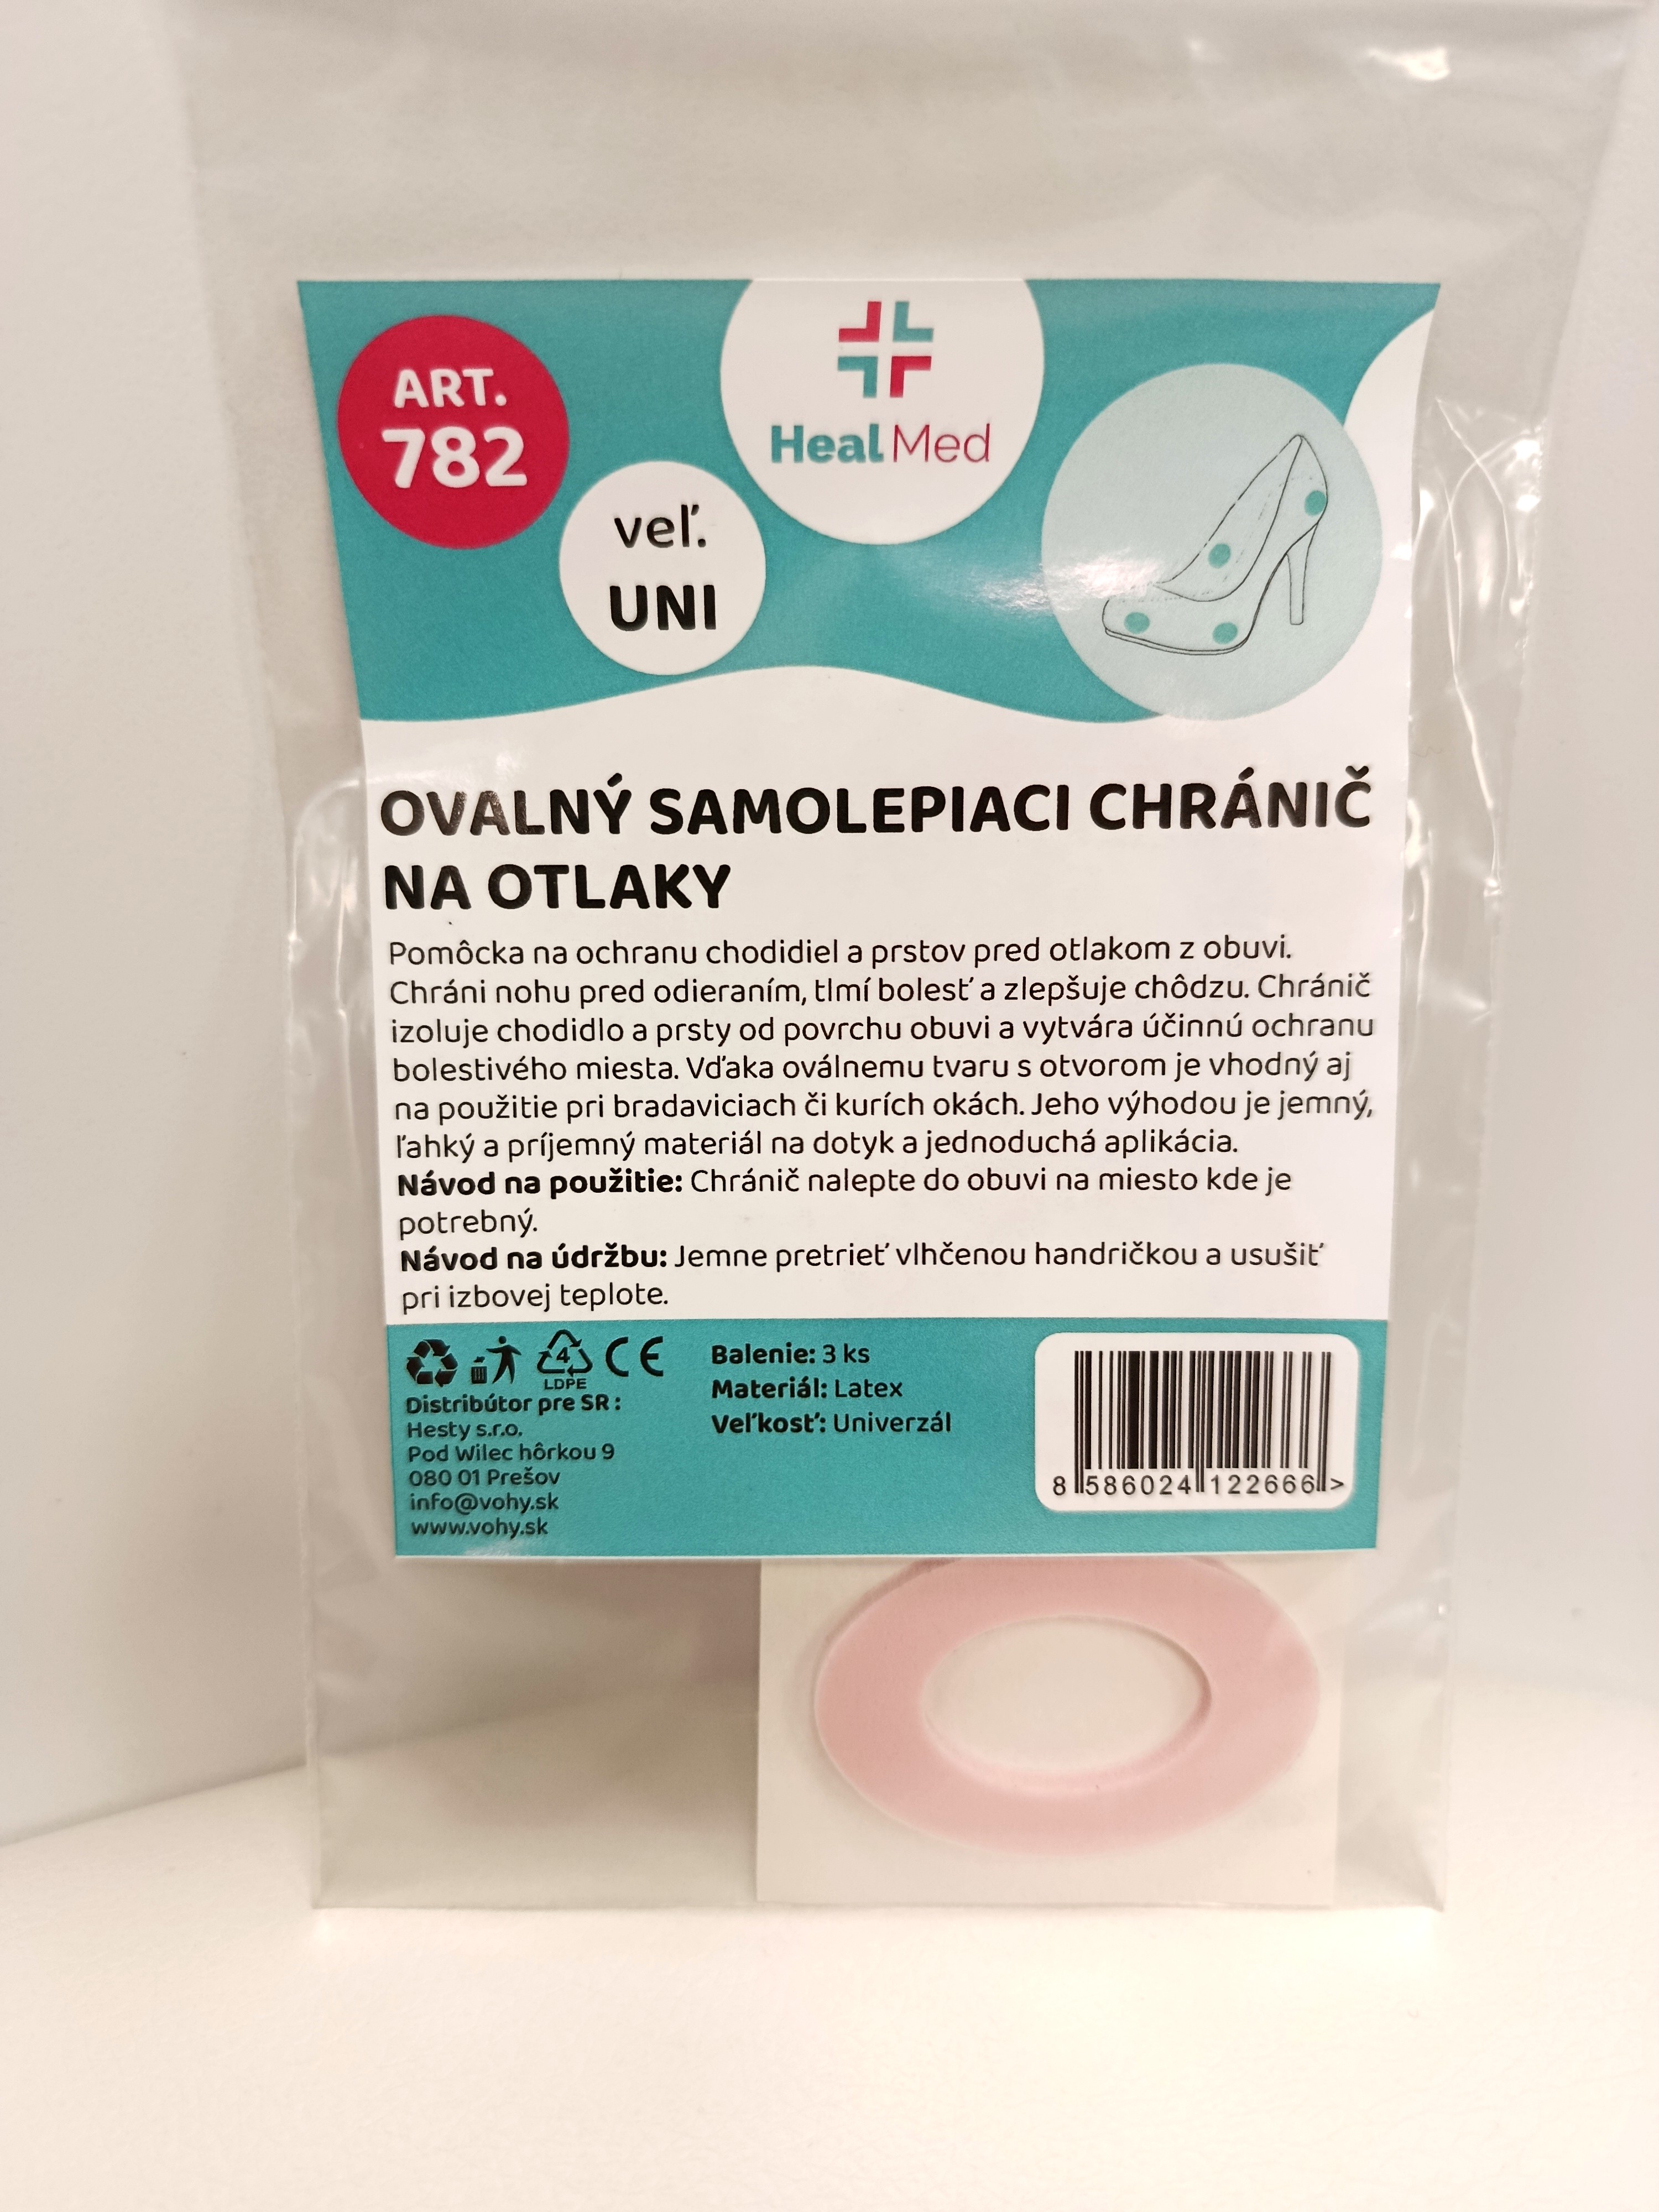 ART.
782
HealMed
veľ.
UNI
OVALNÝ SAMOLEPIACI CHRÁNIČ
NA OTLAKY
Pomôcka na ochranu chodidiel a prstov pred otlakom z obuvi.
Chráni nohu pred odieraním, tlmí bolesť a zlepšuje chôdzu. Chránič
izoluje chodidlo a prsty od povrchu obuvi a vytvára účinnú ochranu
bolestivého miesta. Vďaka oválnemu tvaru s otvorom je vhodný aj
na použitie pri bradaviciach či kurích okách. Jeho výhodou je jemný,
ľahký a príjemný materiál na dotyk a jednoduchá aplikácia.
Návod na použitie: Chránič nalepte do obuvi na miesto kde je
potrebný.
Návod na údržbu: Jemne pretrieť vlhčenou handričkou a usušiť
pri izbovej teplote.
4
LDPE
CE
Distribútor pre SR :
Hesty s.r.o.
Pod Wilec hôrkou 9
080 01 Prešov
info@vohy.sk
www.vohy.sk
Balenie: 3 ks
Materiál: Latex
Veľkosť: Univerzál
8 586024 122666 >